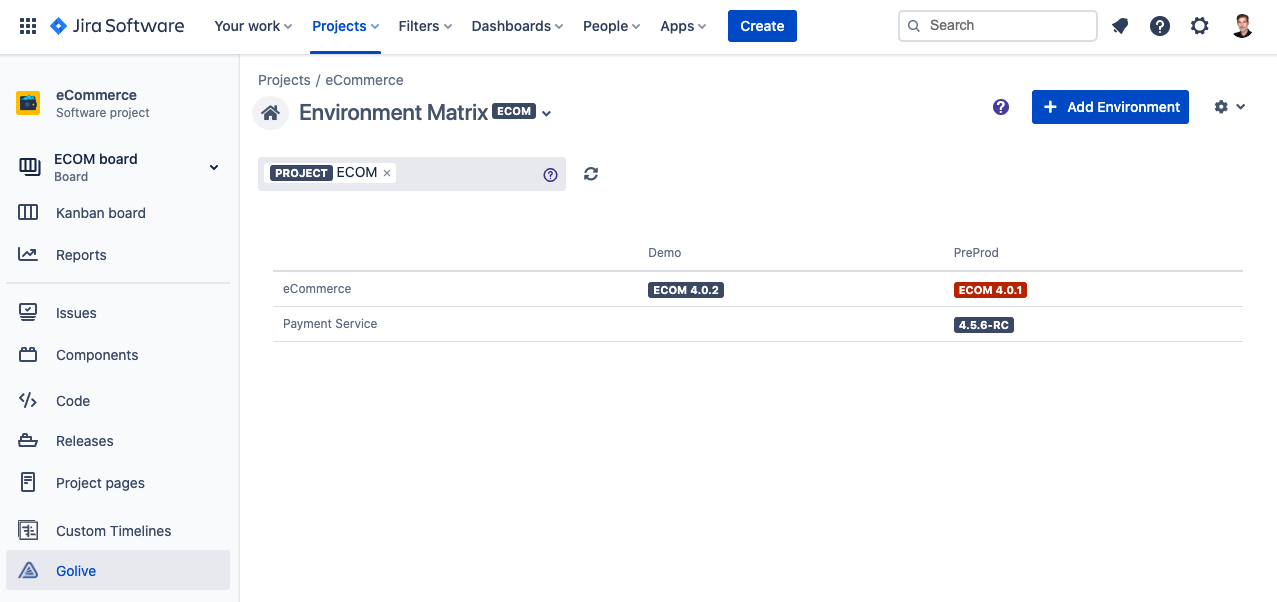 Jira Software Your work Projects Filters Dashboards People Apps Create Search
eCommerce
Software project
ECOM board
Board
Kanban board
Reports
Issues
Components
Code
Releases
Project pages
Custom Timelines
Golive
Projects / eCommerce
Environment Matrix ECOM
Add Environment
PROJECT ECOM ×
Demo PreProd
eCommerce ECOM 4.0.2 ECOM 4.0.1
Payment Service 4.5.6-RC